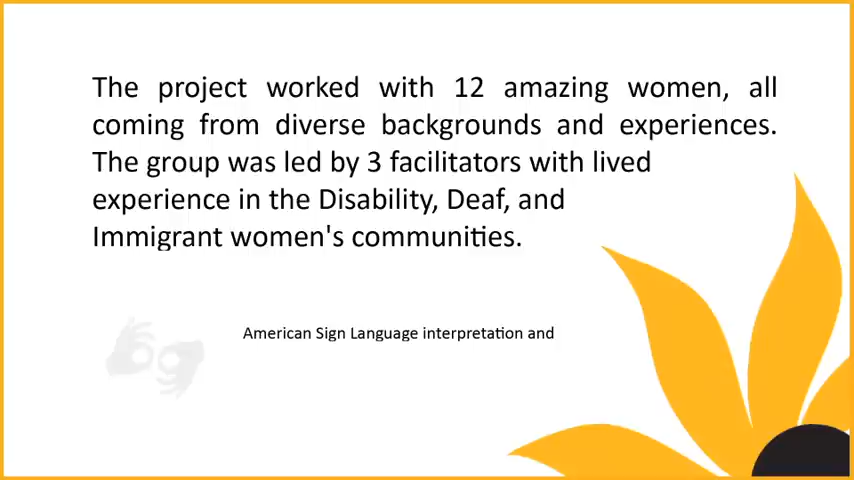 The project worked with 12 amazing women, all
coming from diverse backgrounds and experiences.
The group was led by 3 facilitators with lived
experience in the Disability, Deaf, and
Immigrant women's communities.
American Sign Language interpretation and